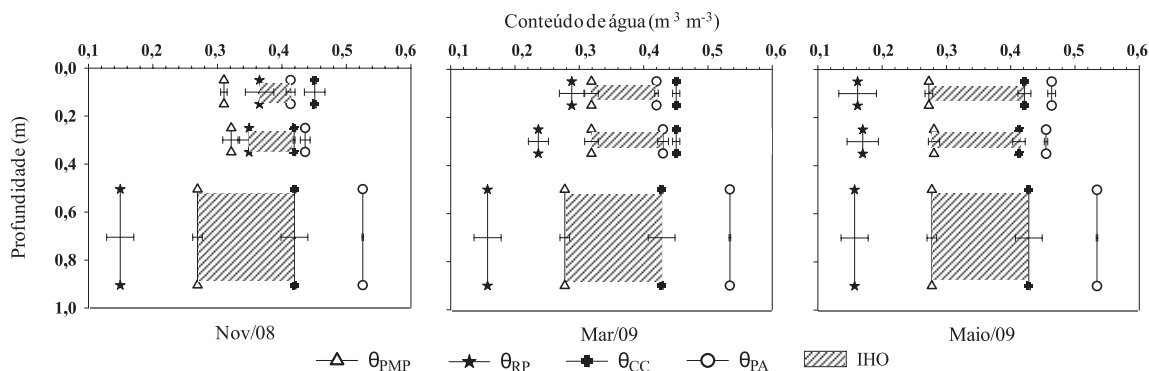 Conteúdo de água (m³ m⁻³)
0,1 0,2 0,3 0,4 0,5 0,6 0,1 0,2 0,3 0,4 0,5 0,6 0,1 0,2 0,3 0,4 0,5 0,6
0,0
0,2
0,4
0,6
0,8
1,0
Profundidade (m)
Nov/08 Mar/09 Maio/09
θPMP θRP θCC θPA IHO